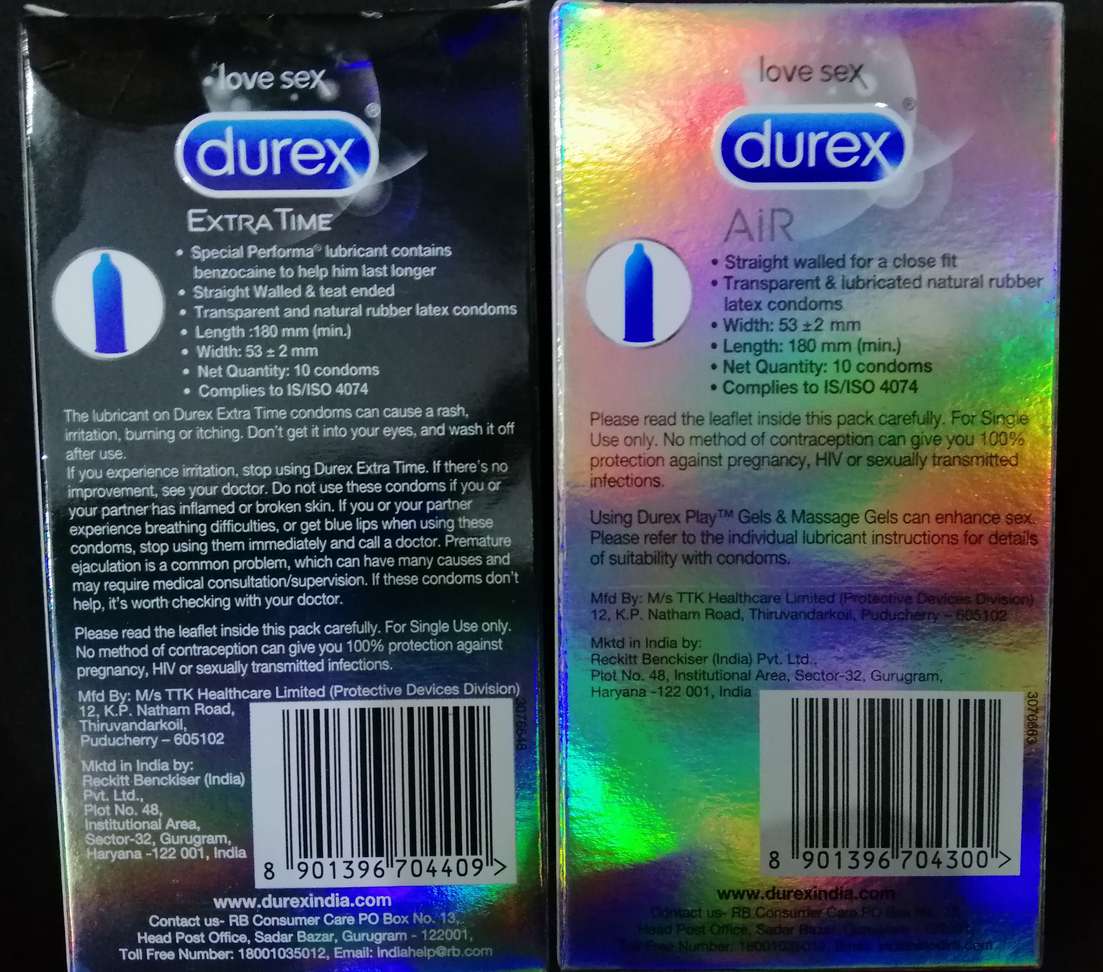 love sex
durex®
EXTRA TIME
• Special Performa® lubricant contains
benzocaine to help him last longer
• Straight Walled & teat ended
• Transparent and natural rubber latex condoms
• Length :180 mm (min.)
• Width: 53 ± 2 mm
• Net Quantity: 10 condoms
• Complies to IS/ISO 4074
The lubricant on Durex Extra Time condoms can cause a rash,
irritation, burning or itching. Don't get it into your eyes, and wash it off
after use.
If you experience irritation, stop using Durex Extra Time. If there's no
improvement, see your doctor. Do not use these condoms if you or
your partner has inflamed or broken skin. If you or your partner
experience breathing difficulties, or get blue lips when using these
condoms, stop using them immediately and call a doctor. Premature
ejaculation is a common problem, which can have many causes and
may require medical consultation/supervision. If these condoms don't
help, it's worth checking with your doctor.
Please read the leaflet inside this pack carefully. For Single Use only.
No method of contraception can give you 100% protection against
pregnancy, HIV or sexually transmitted infections.
Mfd By: M/s TTK Healthcare Limited (Protective Devices Division)
12, K.P. Natham Road,
Thiruvandarkoil,
Puducherry – 605102
Mktd in India by:
Reckitt Benckiser (India)
Pvt. Ltd.,
Plot No. 48,
Institutional Area,
Sector-32, Gurugram,
Haryana -122 001, India
3076648
8 901396 704409 >
www.durexindia.com
Contact us- RB Consumer Care PO Box No. 13,
Head Post Office, Sadar Bazar, Gurugram - 122001,
Toll Free Number: 18001035012, Email: indiahelp@rb.com
love sex
durex®
AiR
• Straight walled for a close fit
• Transparent & lubricated natural rubber
latex condoms
• Width: 53 ±2 mm
• Length: 180 mm (min.)
• Net Quantity: 10 condoms
• Complies to IS/ISO 4074
Please read the leaflet inside this pack carefully. For Single
Use only. No method of contraception can give you 100%
protection against pregnancy, HIV or sexually transmitted
infections.
Using Durex Play™ Gels & Massage Gels can enhance sex.
Please refer to the individual lubricant instructions for details
of suitability with condoms.
Mfd By: M/s TTK Healthcare Limited (Protective Devices Division)
12, K.P. Natham Road, Thiruvandarkoil, Puducherry – 605102
Mktd in India by:
Reckitt Benckiser (India) Pvt. Ltd.,
Plot No. 48, Institutional Area, Sector-32, Gurugram,
Haryana -122 001, India
3076663
8 901396 704300 >
www.durexindia.com
Contact us- RB Consumer Care PO Box No. 13,
Head Post Office, Sadar Bazar, Gurugram
Toll Free Number: 18001035012,